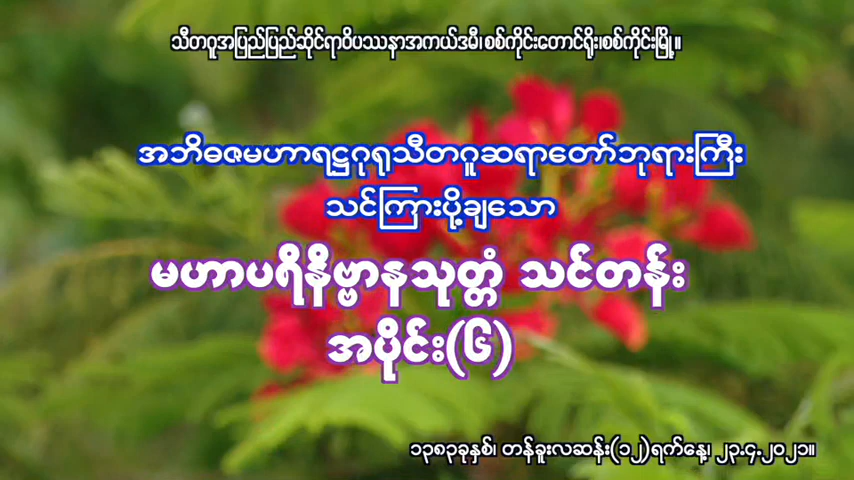 သီတဂူအပြည်ပြည်ဆိုင်ရာဝိပဿနာအကယ်ဒမီ၊ စစ်ကိုင်းတောင်ရိုး၊စစ်ကိုင်းမြို့။
အဘိဓဇမဟာရဋ္ဌဂုရုသီတဂူဆရာတော်ဘုရားကြီး
သင်ကြားပို့ချသော
မဟာပရိနိဗ္ဗာနသုတ္တံ သင်တန်း
အပိုင်း(၆)
၁၃၈၃ခုနှစ်၊ တန်ခူးလဆန်း(၁၂)ရက်နေ့၊ ၂၃.၄.၂၀၂၁။